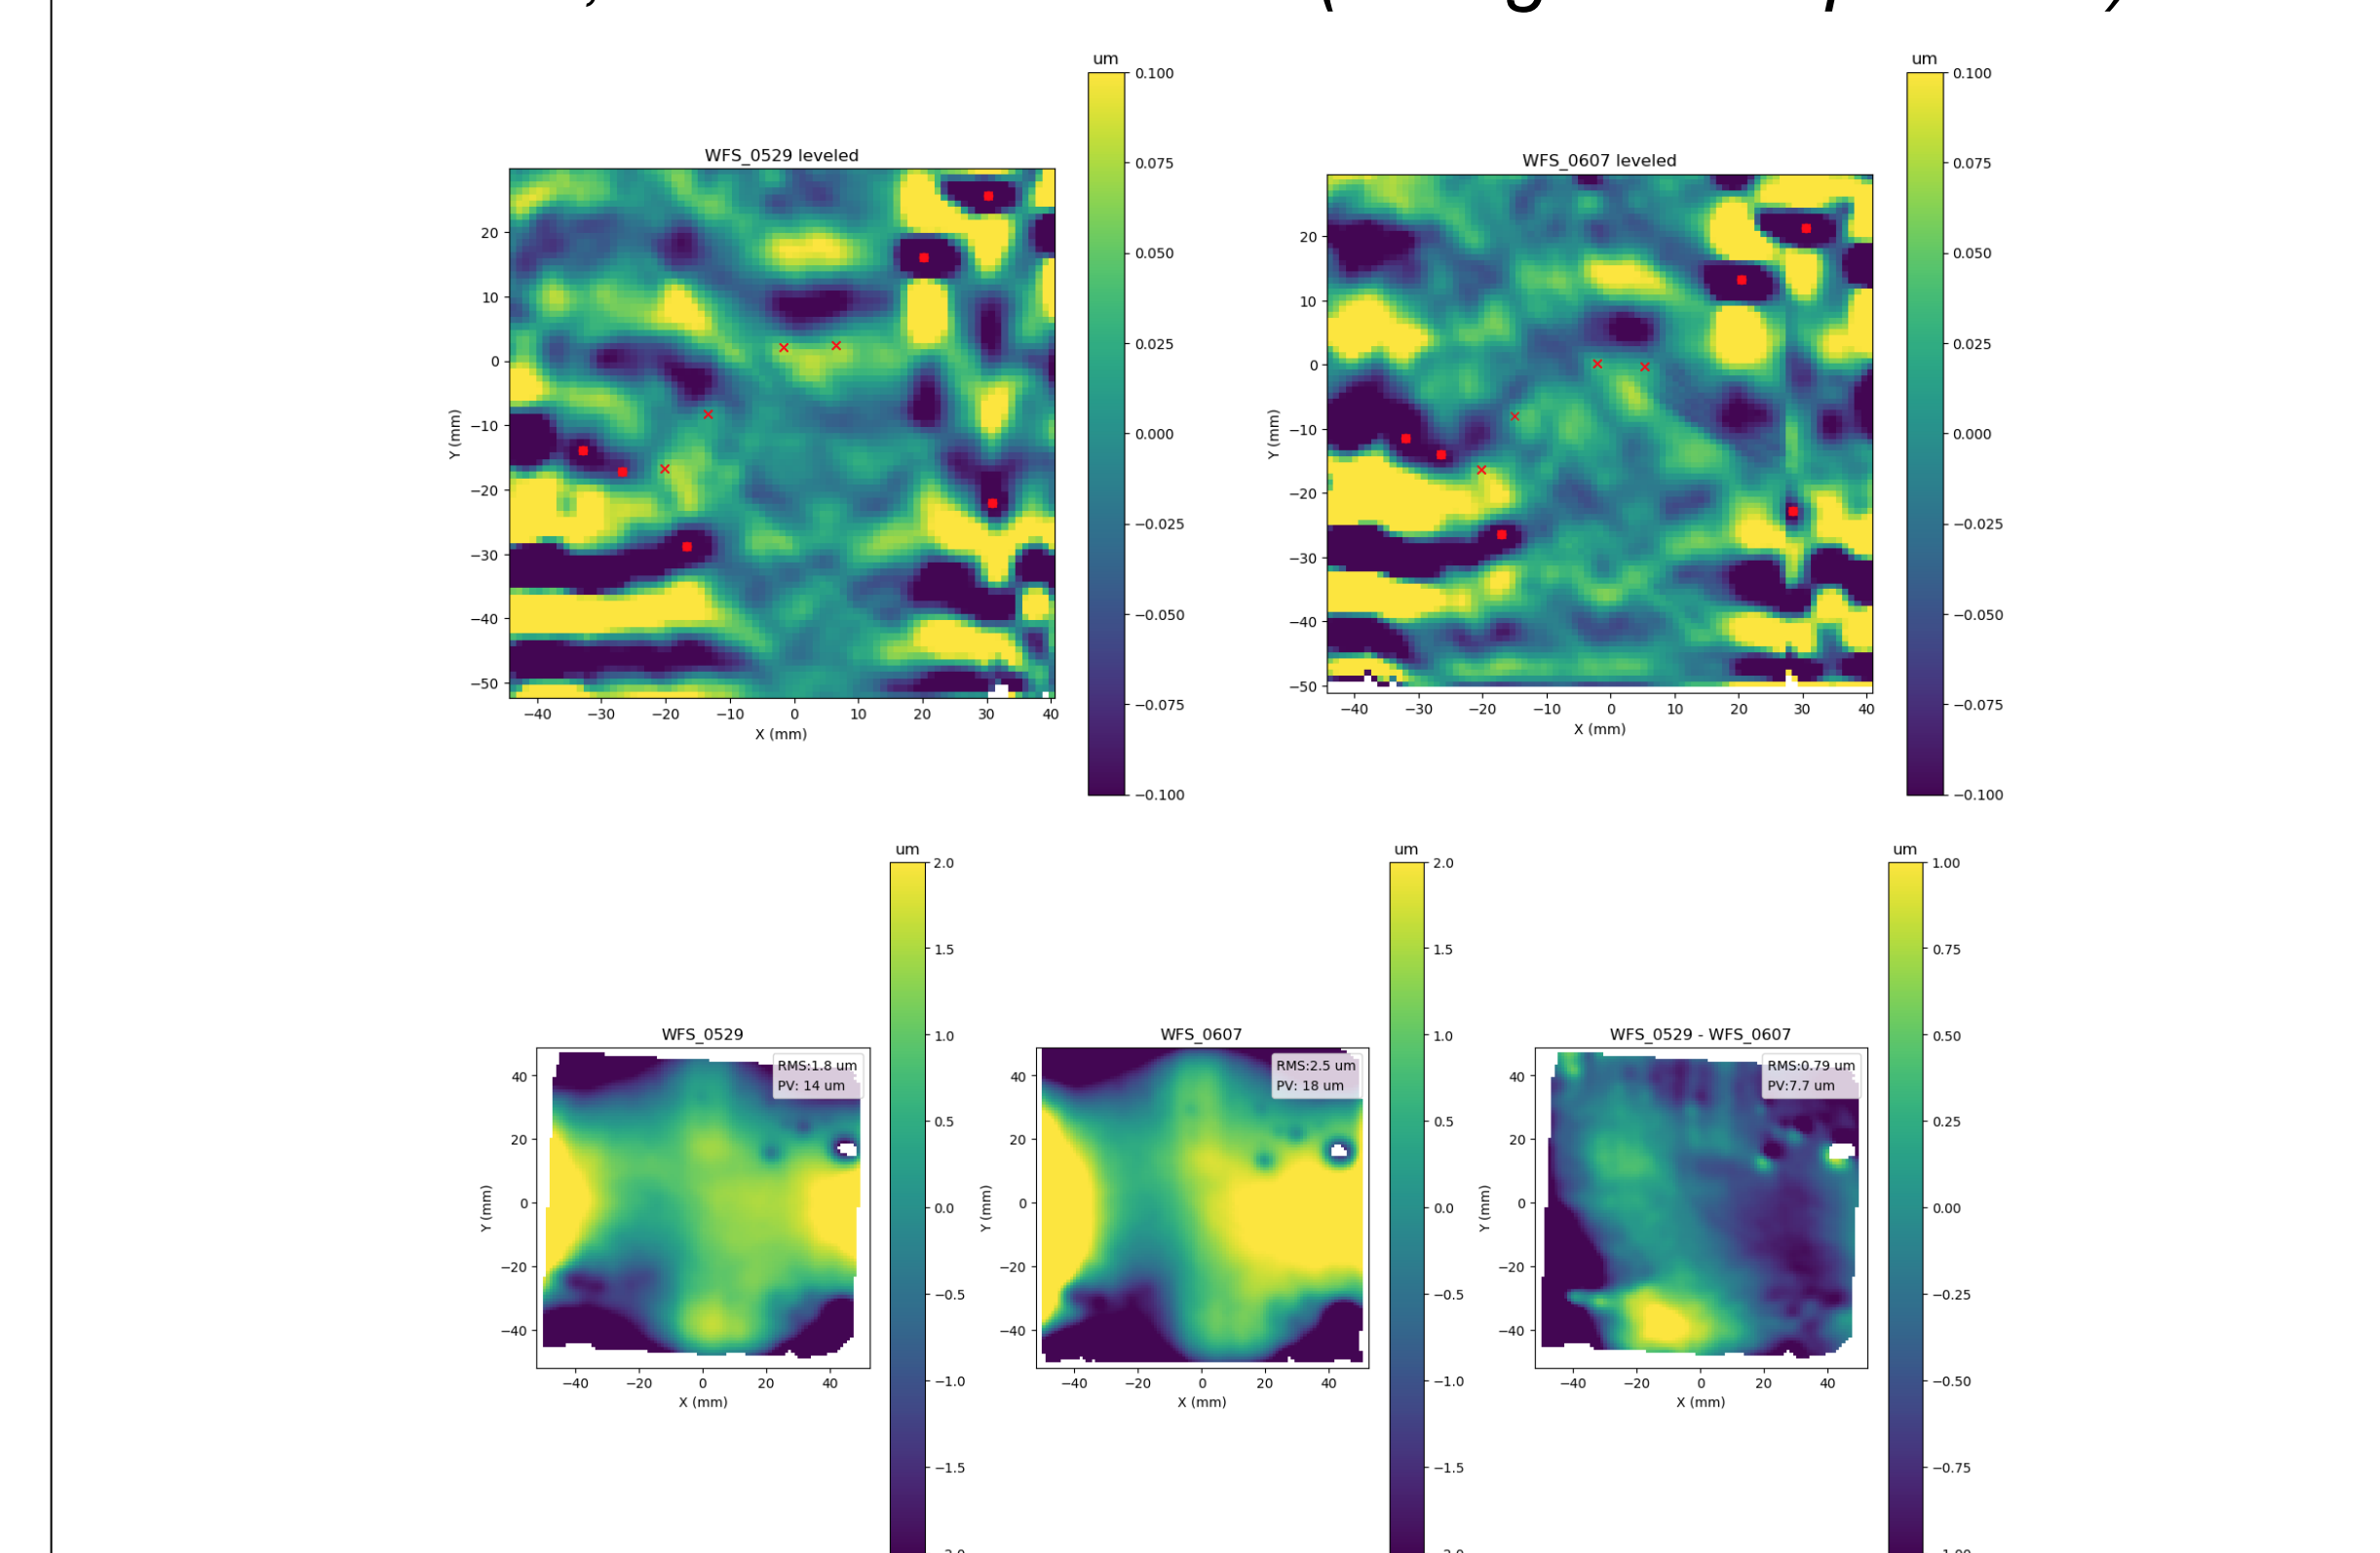 um
um
0.100
0.075
0.050
0.025
0.000
−0.025
−0.050
−0.075
−0.100
0.100
0.075
0.050
0.025
0.000
−0.025
−0.050
−0.075
−0.100
WFS_0529 leveled
WFS_0607 leveled
20
10
0
−10
−20
−30
−40
−50
Y (mm)
−40 −30 −20 −10 0 10 20 30 40
X (mm)
20
10
0
−10
−20
−30
−40
−50
Y (mm)
−40 −30 −20 −10 0 10 20 30 40
X (mm)
um
um
um
2.0
1.5
1.0
0.5
0.0
−0.5
−1.0
−1.5
2.0
1.5
1.0
0.5
0.0
−0.5
−1.0
−1.5
1.00
0.75
0.50
0.25
0.00
−0.25
−0.50
−0.75
WFS_0529
RMS:1.8 um
PV: 14 um
40
20
0
−20
−40
Y (mm)
−40 −20 0 20 40
X (mm)
WFS_0607
RMS:2.5 um
PV: 18 um
40
20
0
−20
−40
Y (mm)
−40 −20 0 20 40
X (mm)
WFS_0529 - WFS_0607
RMS:0.79 um
PV:7.7 um
40
20
0
−20
−40
Y (mm)
−40 −20 0 20 40
X (mm)